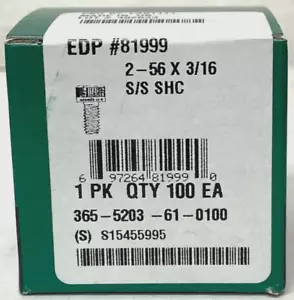 EDP #81999
2-56 X 3/16
S/S SHC
6 97264 81999 0
1 PK QTY 100 EA
365-5203 -61-0100
(S) S15455995